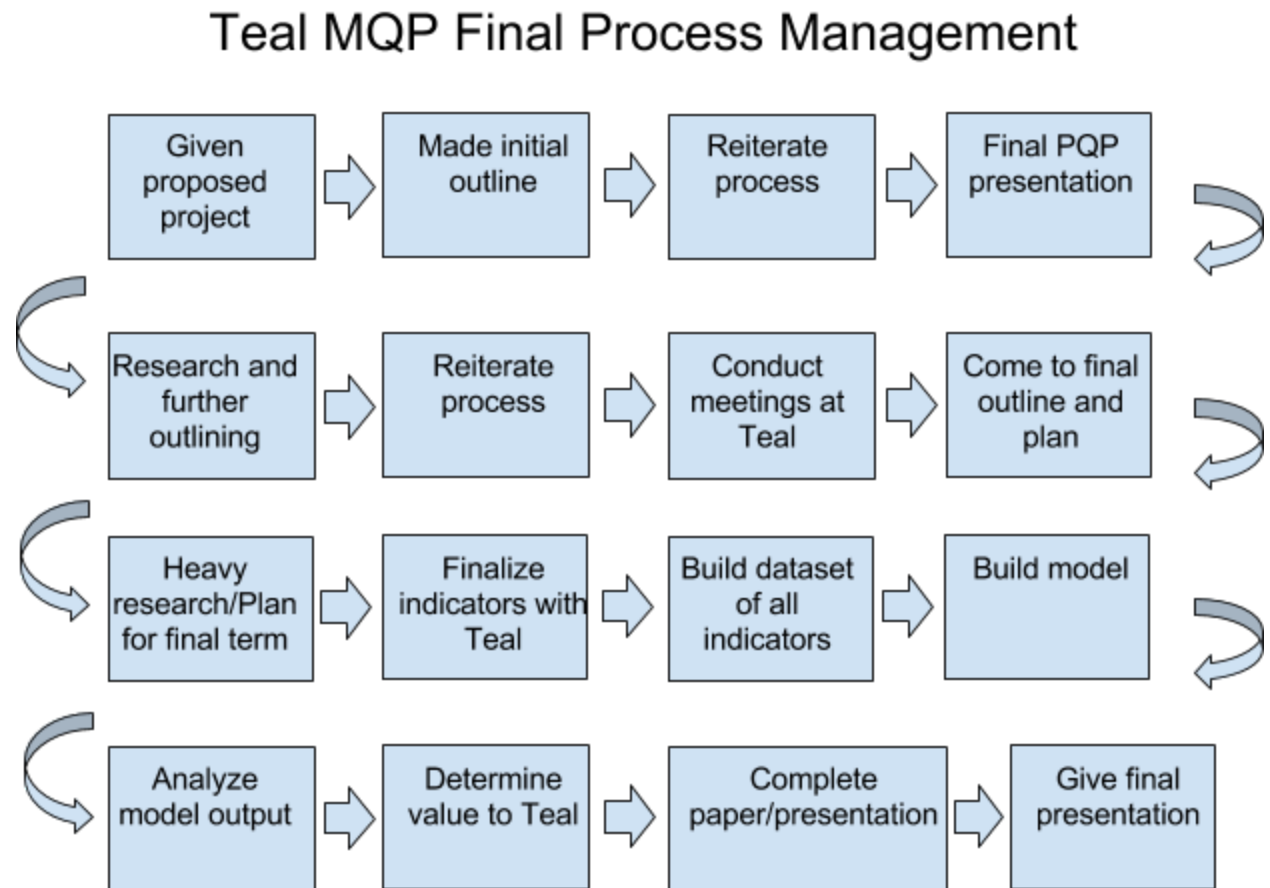 Teal MQP Final Process Management
Given
proposed
project
Made initial
outline
Reiterate
process
Final PQP
presentation
Research and
further
outlining
Reiterate
process
Conduct
meetings at
Teal
Come to final
outline and
plan
Heavy
research/Plan
for final term
Finalize
indicators with
Teal
Build dataset
of all
indicators
Build model
Analyze
model output
Determine
value to Teal
Complete
paper/presentation
Give final
presentation